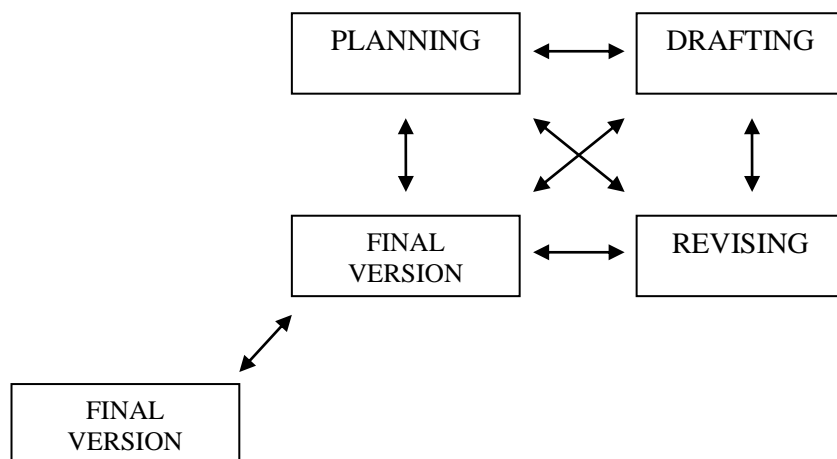 PLANNING
DRAFTING
FINAL
VERSION
REVISING
FINAL
VERSION